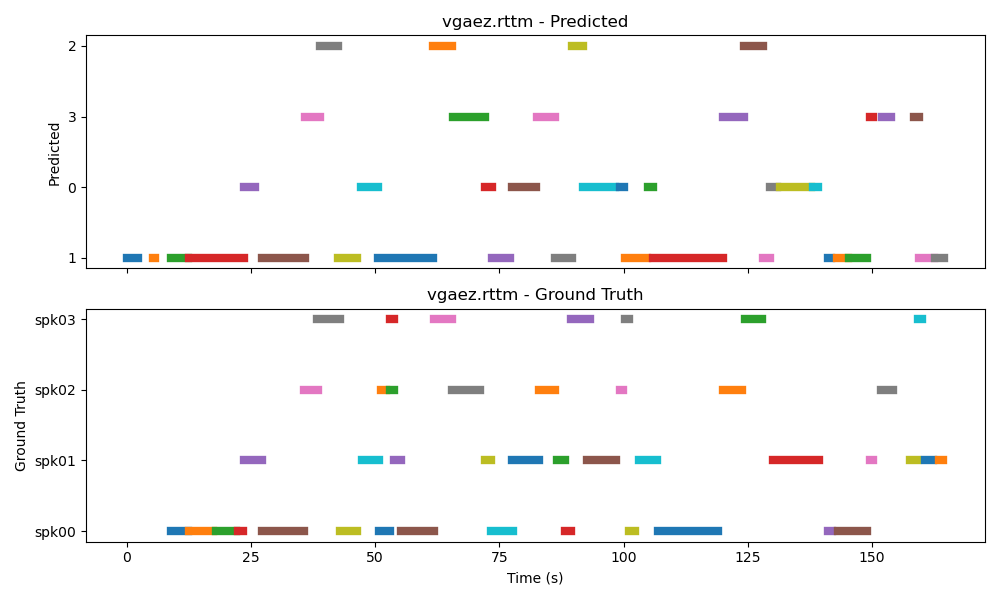 vgaez.rttm - Predicted
2
3
0
1
Predicted
vgaez.rttm - Ground Truth
spk03
spk02
spk01
spk00
Ground Truth
0 25 50 75 100 125 150
Time (s)